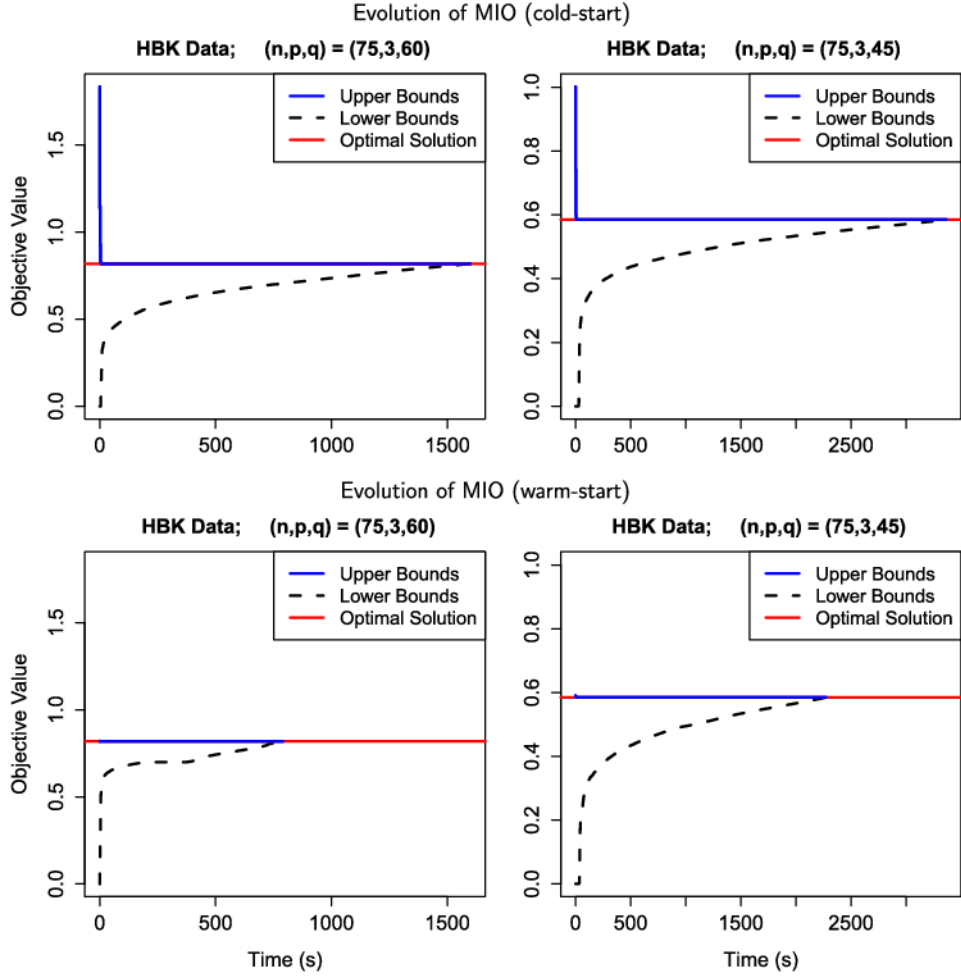 Evolution of MIO (cold-start)
HBK Data; (n,p,q) = (75,3,60)
HBK Data; (n,p,q) = (75,3,45)
Objective Value
0.0
0.5
1.0
1.5
Upper Bounds
Lower Bounds
Optimal Solution
0
500
1000
1500
0.0
0.2
0.4
0.6
0.8
1.0
Upper Bounds
Lower Bounds
Optimal Solution
0
500
1500
2500
Evolution of MIO (warm-start)
HBK Data; (n,p,q) = (75,3,60)
HBK Data; (n,p,q) = (75,3,45)
Objective Value
0.0
0.5
1.0
1.5
Upper Bounds
Lower Bounds
Optimal Solution
0
500
1000
1500
Time (s)
0.0
0.2
0.4
0.6
0.8
1.0
Upper Bounds
Lower Bounds
Optimal Solution
0
500
1500
2500
Time (s)